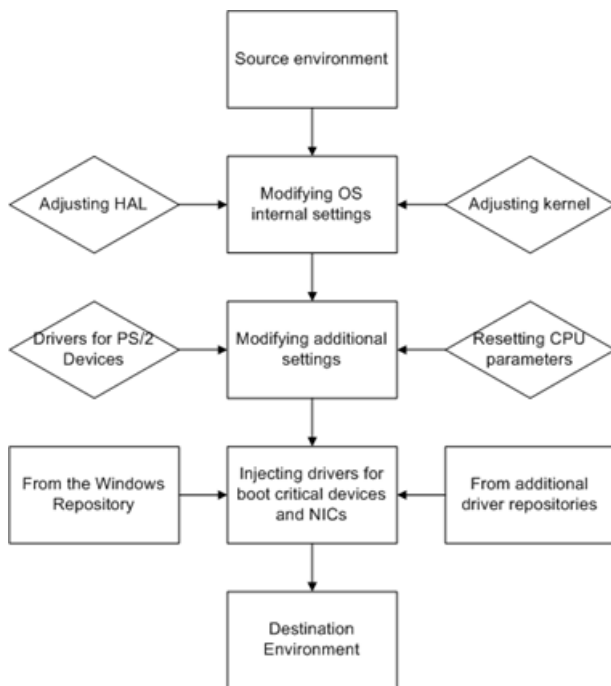 Source environment
Adjusting HAL
Modifying OS
internal settings
Adjusting kernel
Drivers for PS/2
Devices
Modifying additional
settings
Resetting CPU
parameters
From the Windows
Repository
Injecting drivers for
boot critical devices
and NICs
From additional
driver repositories
Destination
Environment